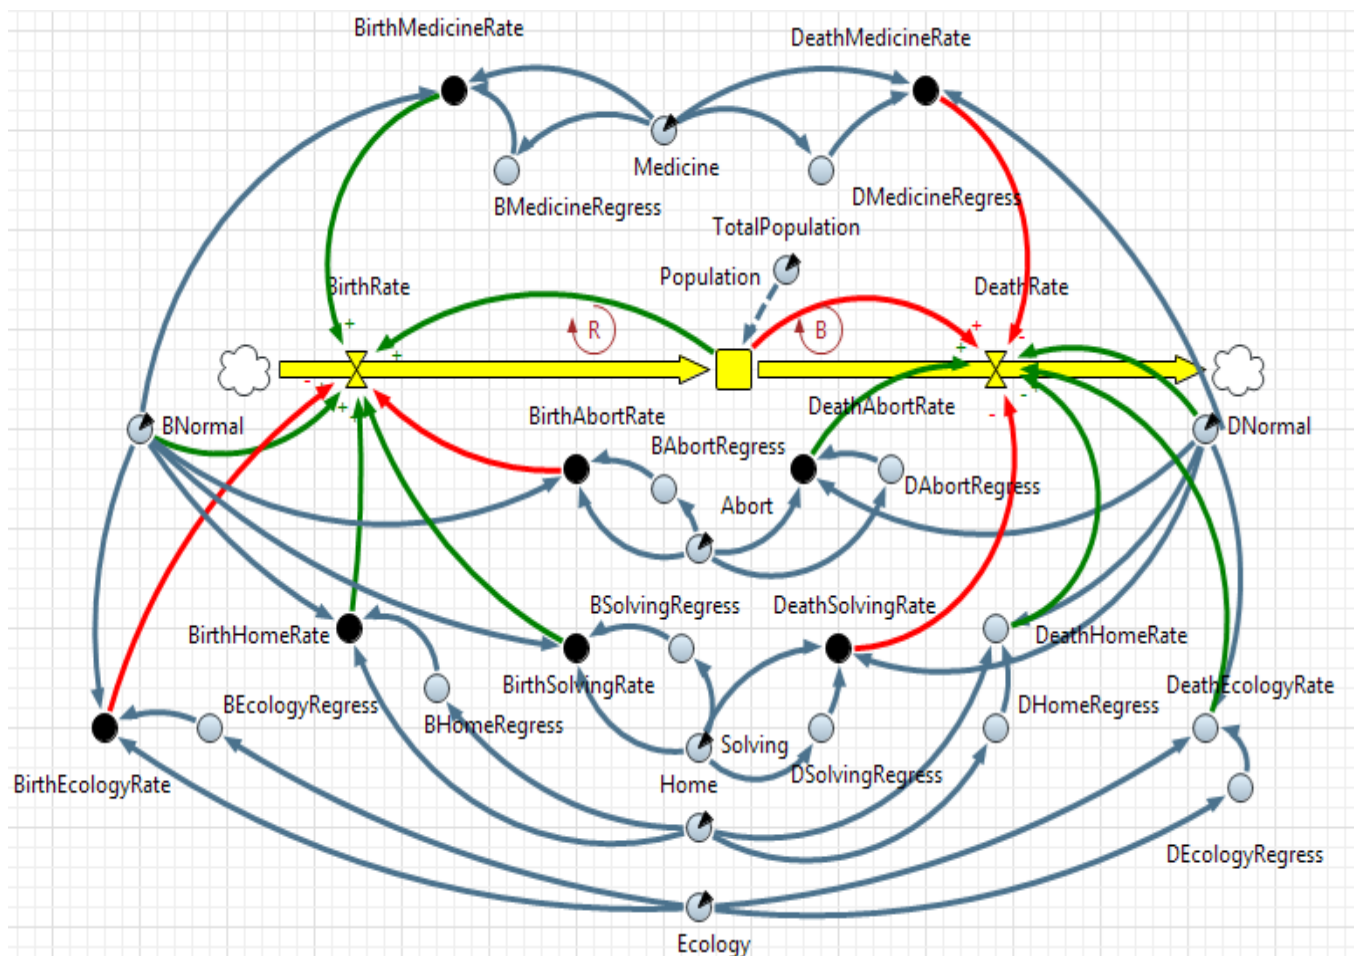 BirthMedicineRate
DeathMedicineRate
Medicine
BMedicineRegress
DMedicineRegress
TotalPopulation
Population
BirthRate
DeathRate
+
R
+
B
+
-
+
+
-
+
BNormal
+
+
BirthAbortRate
DeathAbortRate
-
-
DNormal
BAbortRegress
DAbortRegress
Abort
BSolvingRegress
DeathSolvingRate
BirthHomeRate
DeathHomeRate
BirthSolvingRate
DeathEcologyRate
BEcologyRegress
BHomeRegress
DHomeRegress
Solving
DSolvingRegress
BirthEcologyRate
Home
DEcologyRegress
Ecology